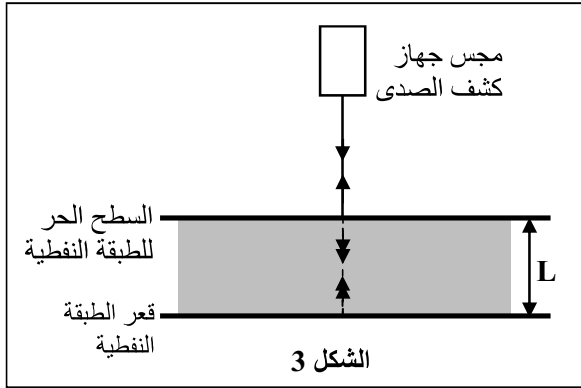 مجس جهاز
كشف الصدى
السطح الحر
للطبقة النفطية
L
قعر الطبقة
النفطية
الشكل 3